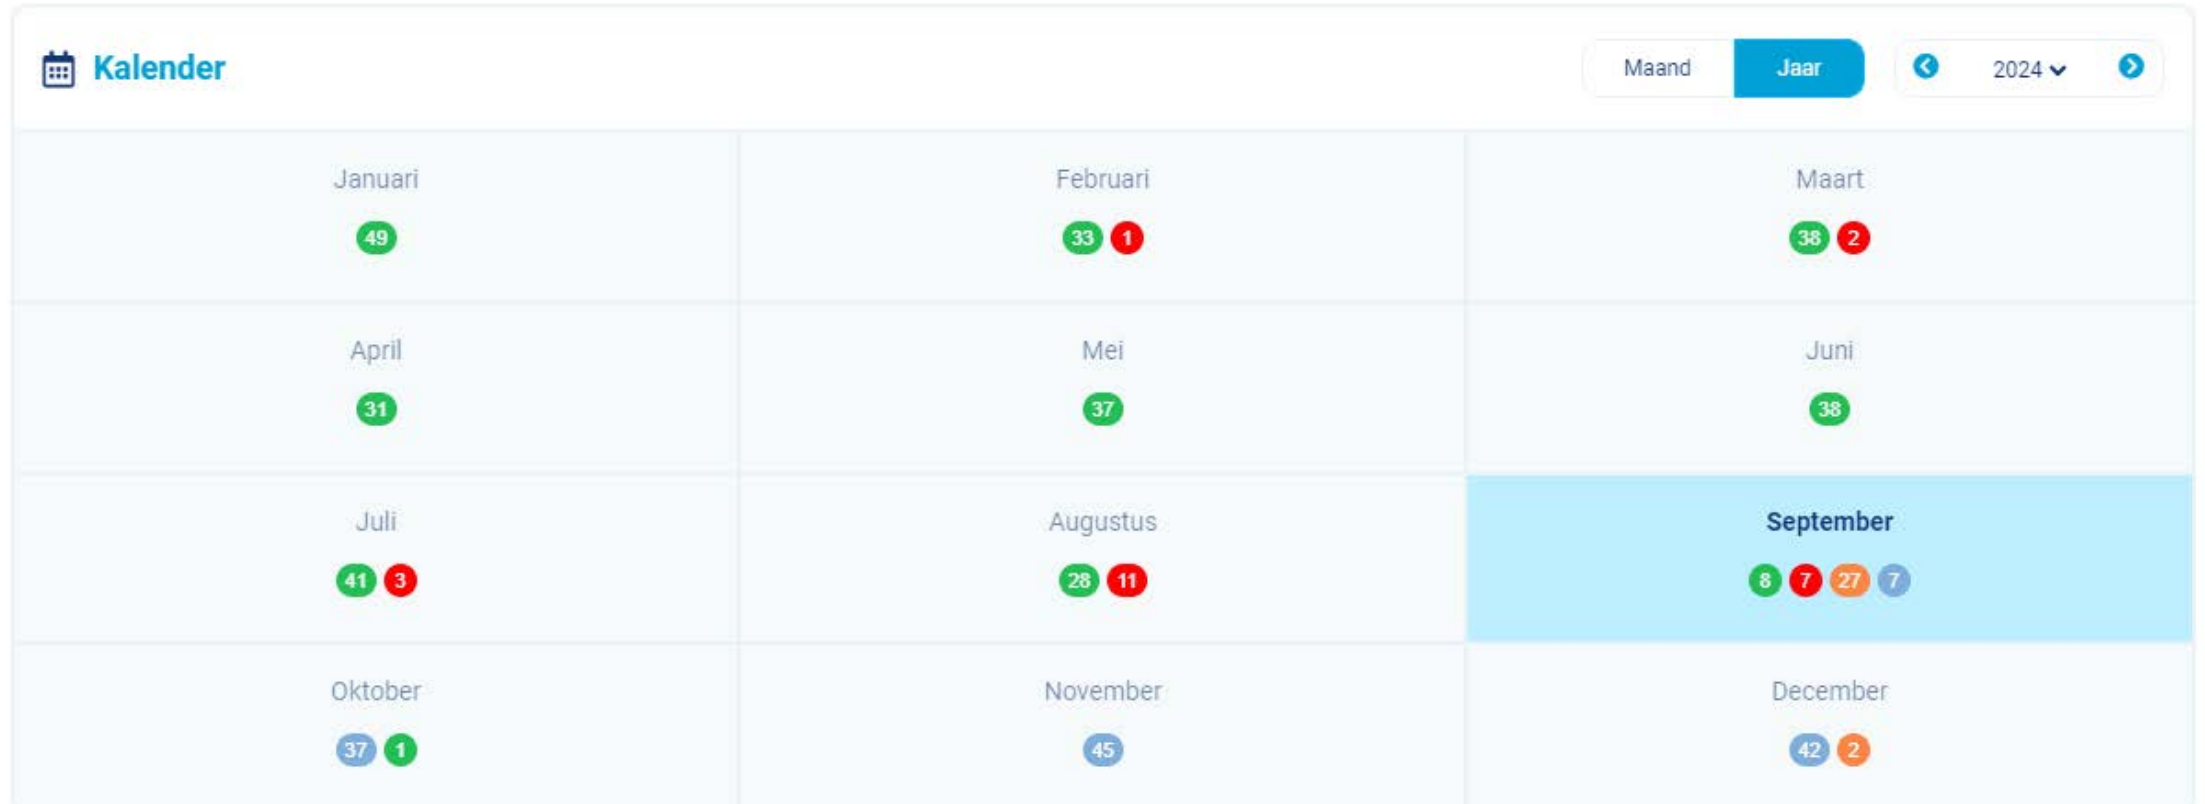 Kalender Maand Jaar 2024
Januari Februari Maart
49 33 1 38 2
April Mei Juni
31 37 38
Juli Augustus September
41 3 28 11 8 7 27 7
Oktober November December
37 1 45 42 2